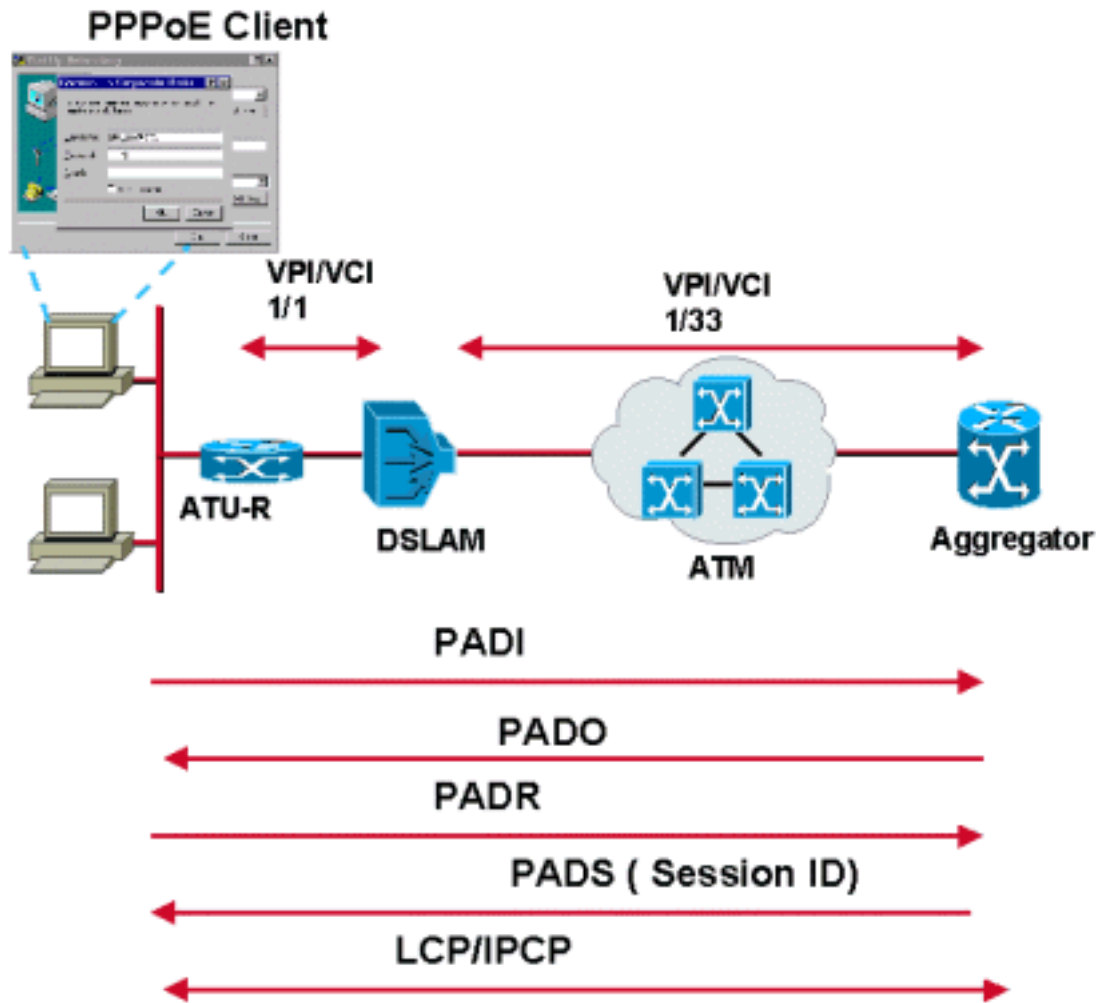 PPPoE Client
VPI/VCI
1/1
VPI/VCI
1/33
ATU-R
DSLAM
ATM
Aggregator
PADI
PADO
PADR
PADS ( Session ID)
LCP/IPCP